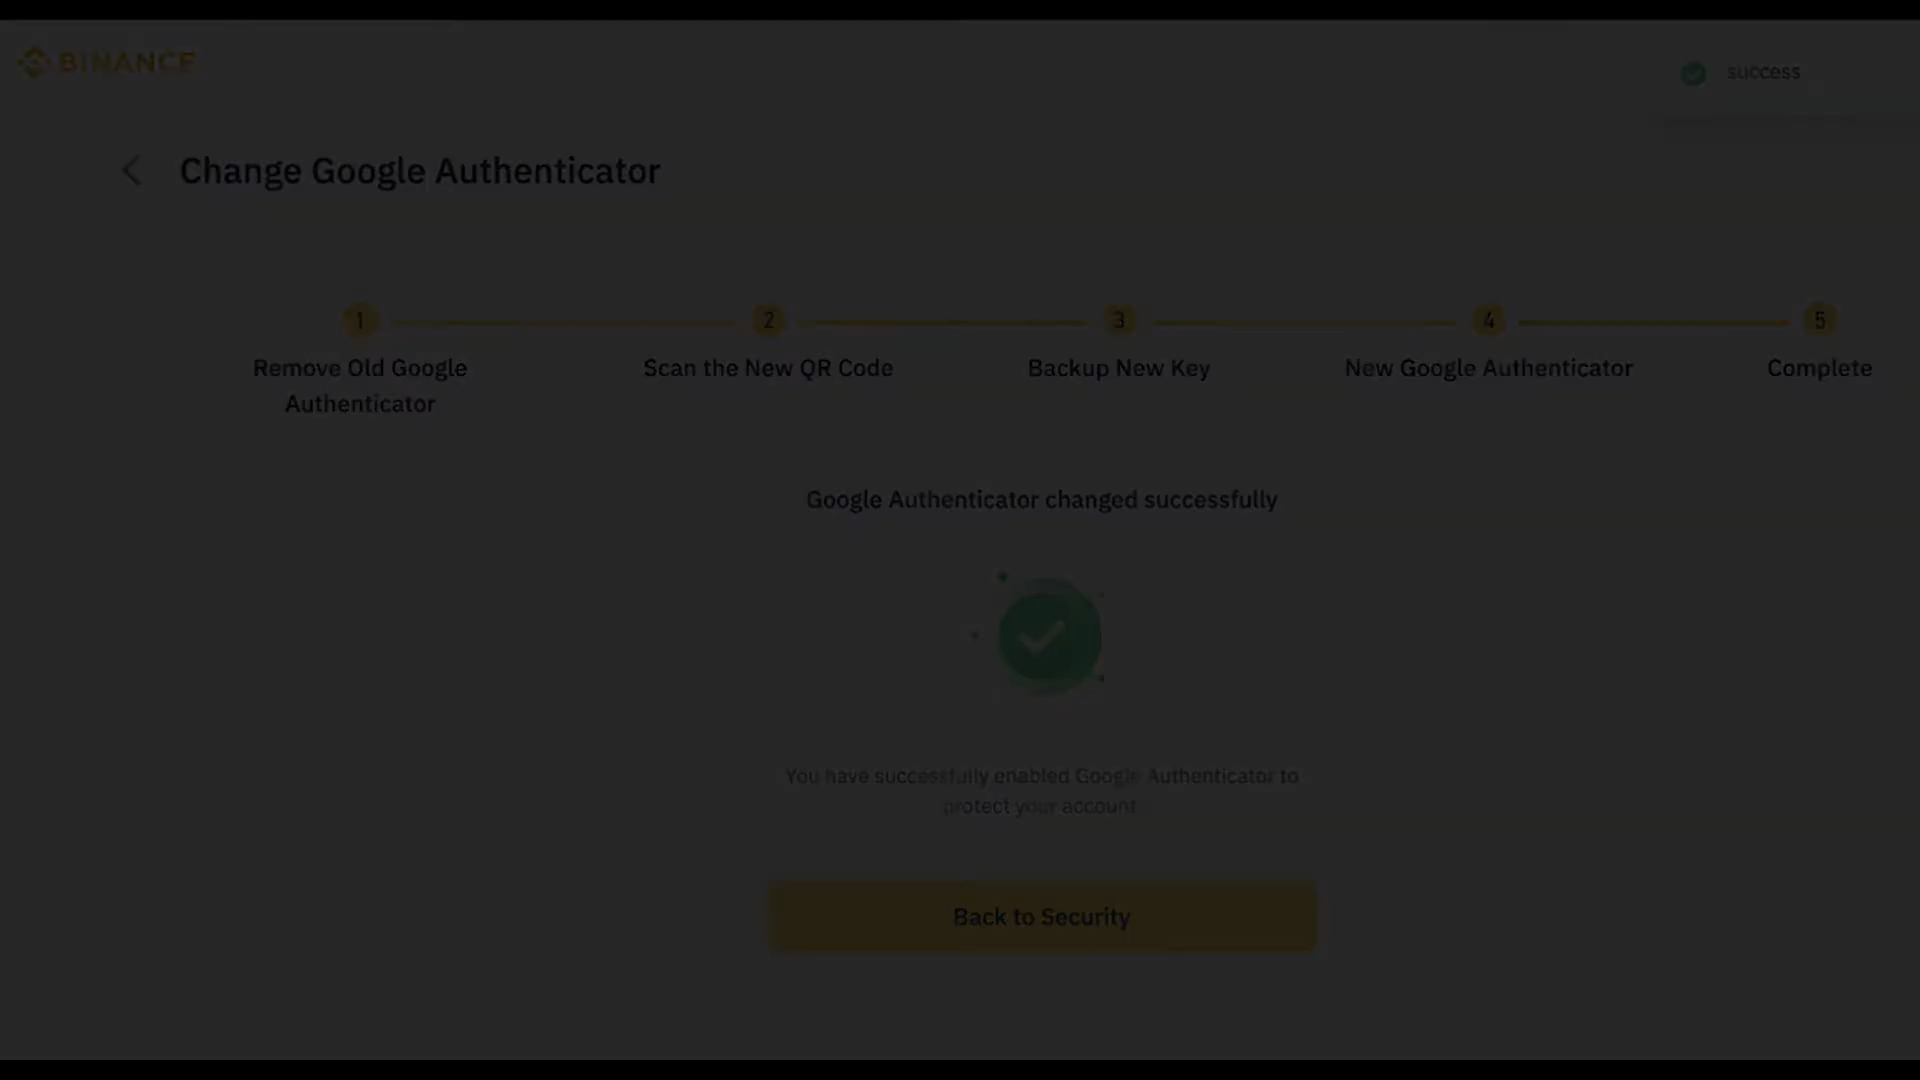 BINANCE
success
Change Google Authenticator
1
2
3
4
5
Remove Old Google
Authenticator
Scan the New QR Code
Backup New Key
New Google Authenticator
Complete
Google Authenticator changed successfully
You have successfully enabled Google Authenticator to
protect your account
Back to Security